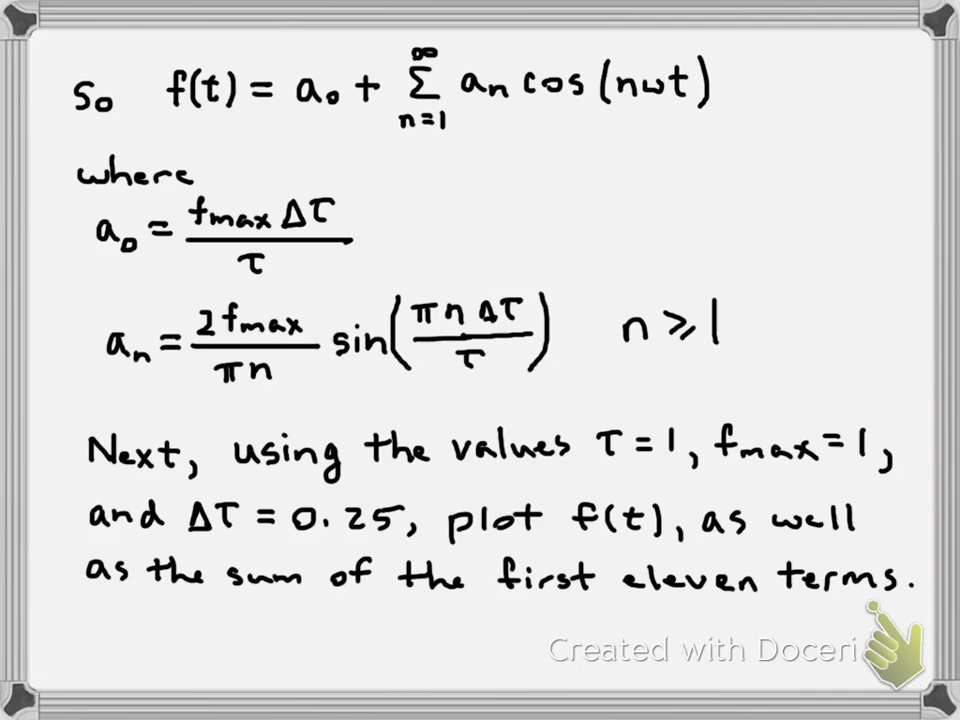 So f(t) = a₀ + ∞ Σ n=1 aₙ cos (nωt)
where
a₀ = fmax Δτ / τ
aₙ = 2fmax / πn sin( πn Δτ / τ ) n ≥ 1
Next, using the values τ = 1, fmax = 1,
and Δτ = 0.25, plot f(t), as well
as the sum of the first eleven terms.
Created with Doceri